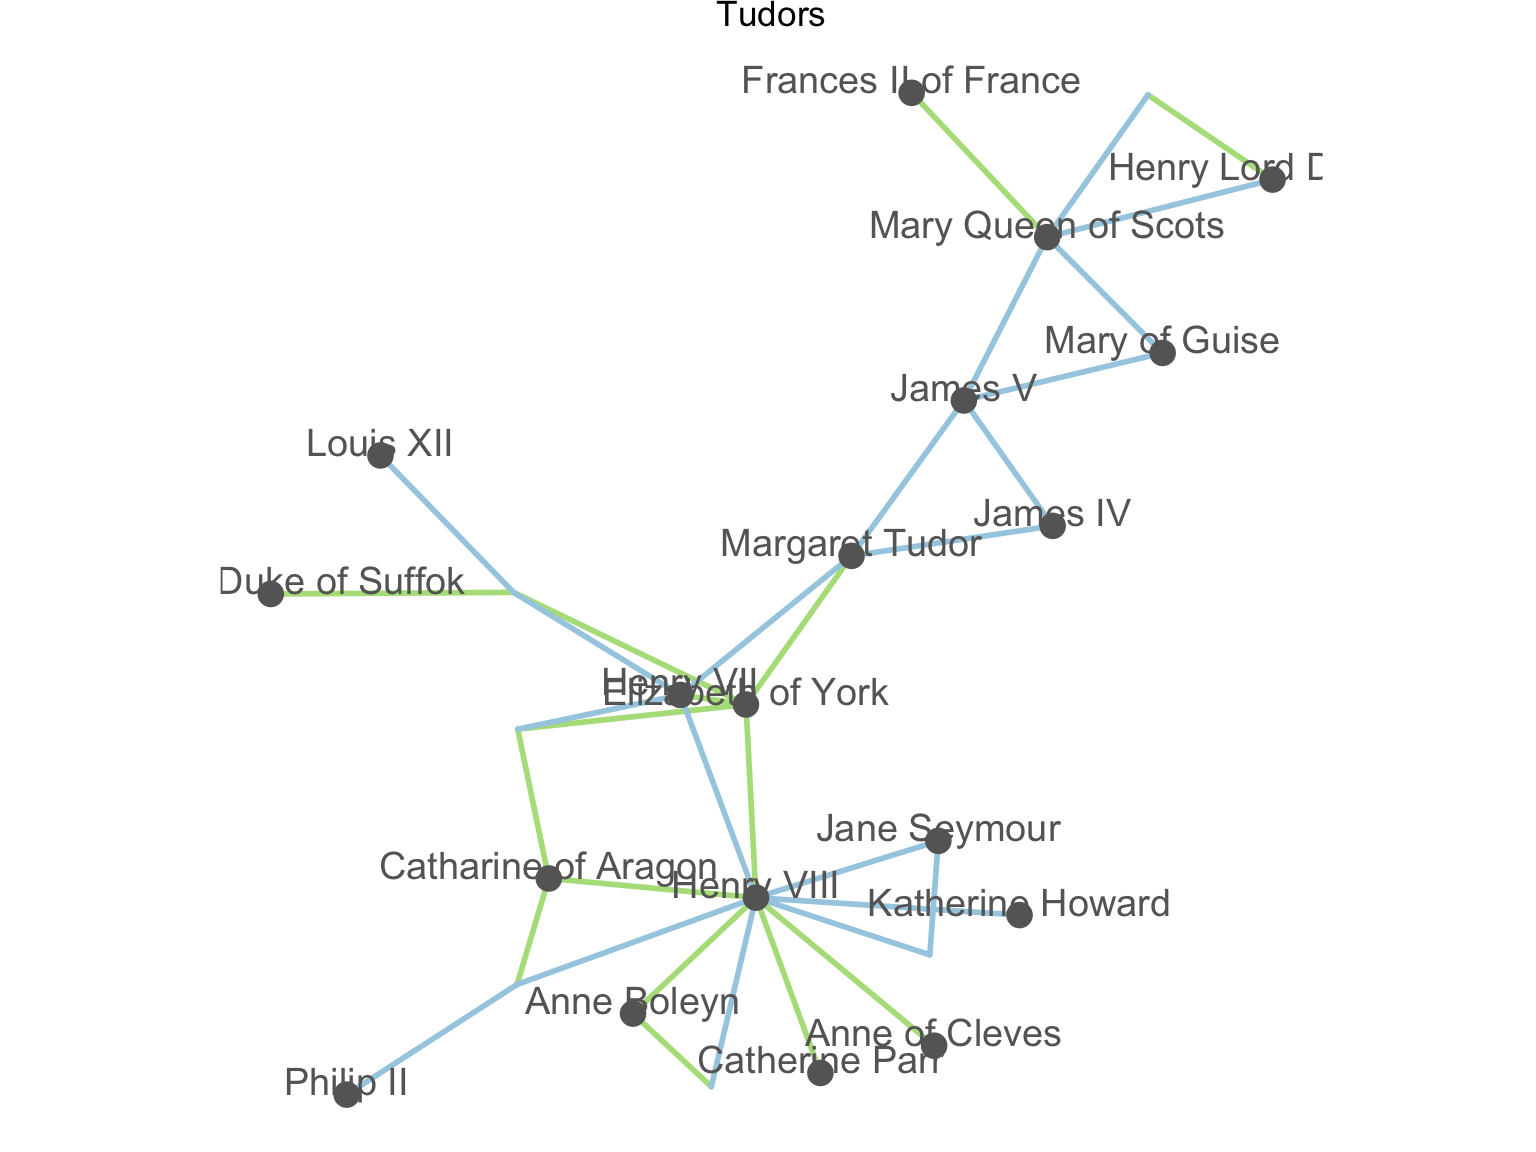 Tudors
Frances II of France
Henry Lord D
Mary Queen of Scots
Mary of Guise
James V
Louis XII
James IV
Margaret Tudor
Duke of Suffok
Henry VII
Elizabeth of York
Jane Seymour
Catharine of Aragon
Henry VIII
Katherine Howard
Anne Boleyn
Anne of Cleves
Catherine Parr
Philip II